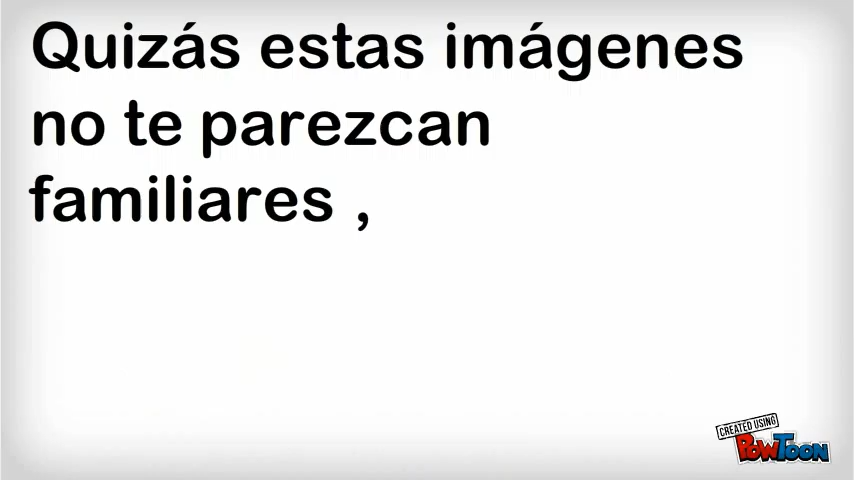 Quizás estas imágenes
no te parezcan
familiares ,
CREATED USING
POWTOON